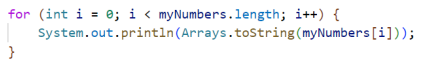 for (int i = 0; i < myNumbers.length; i++) {
    System.out.println(Arrays.toString(myNumbers[i]));
}